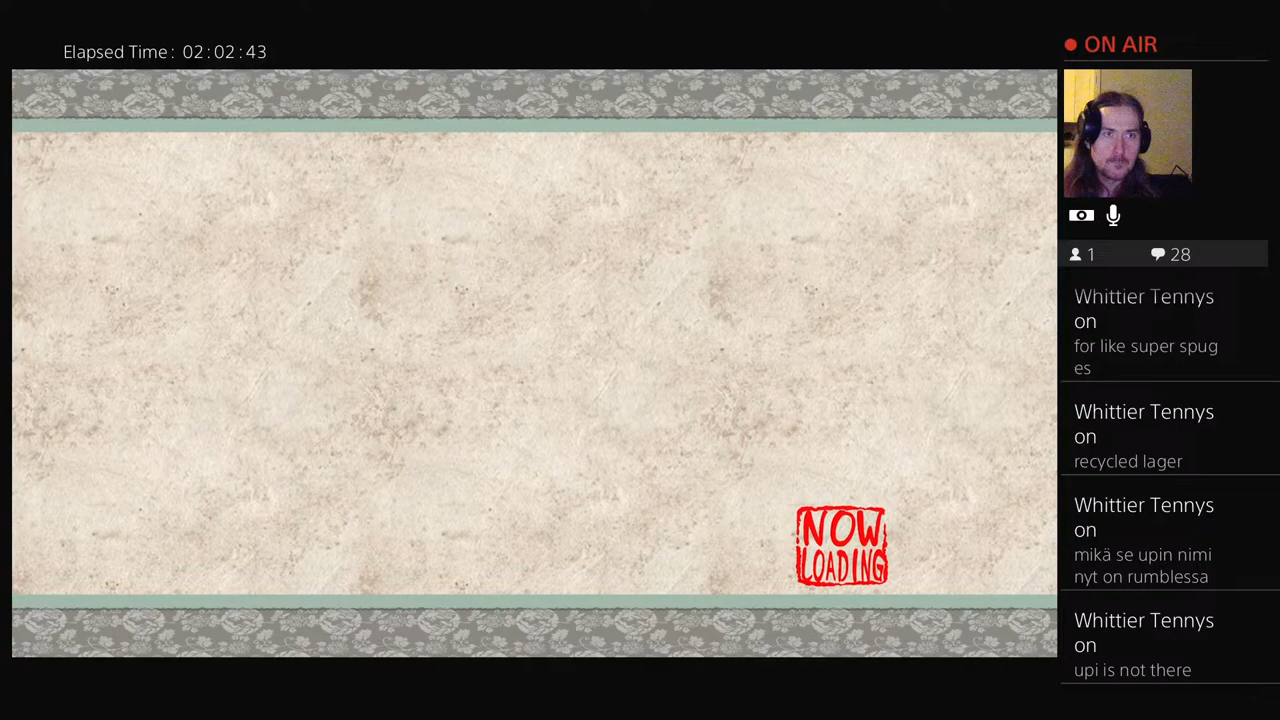 Elapsed Time: 02:02:43
ON AIR
1 28
Whittier Tennys
on
for like super spug
es
Whittier Tennys
on
recycled lager
NOW
LOADING
Whittier Tennys
on
mikä se upin nimi
nyt on rumblessa
Whittier Tennys
on
upi is not there